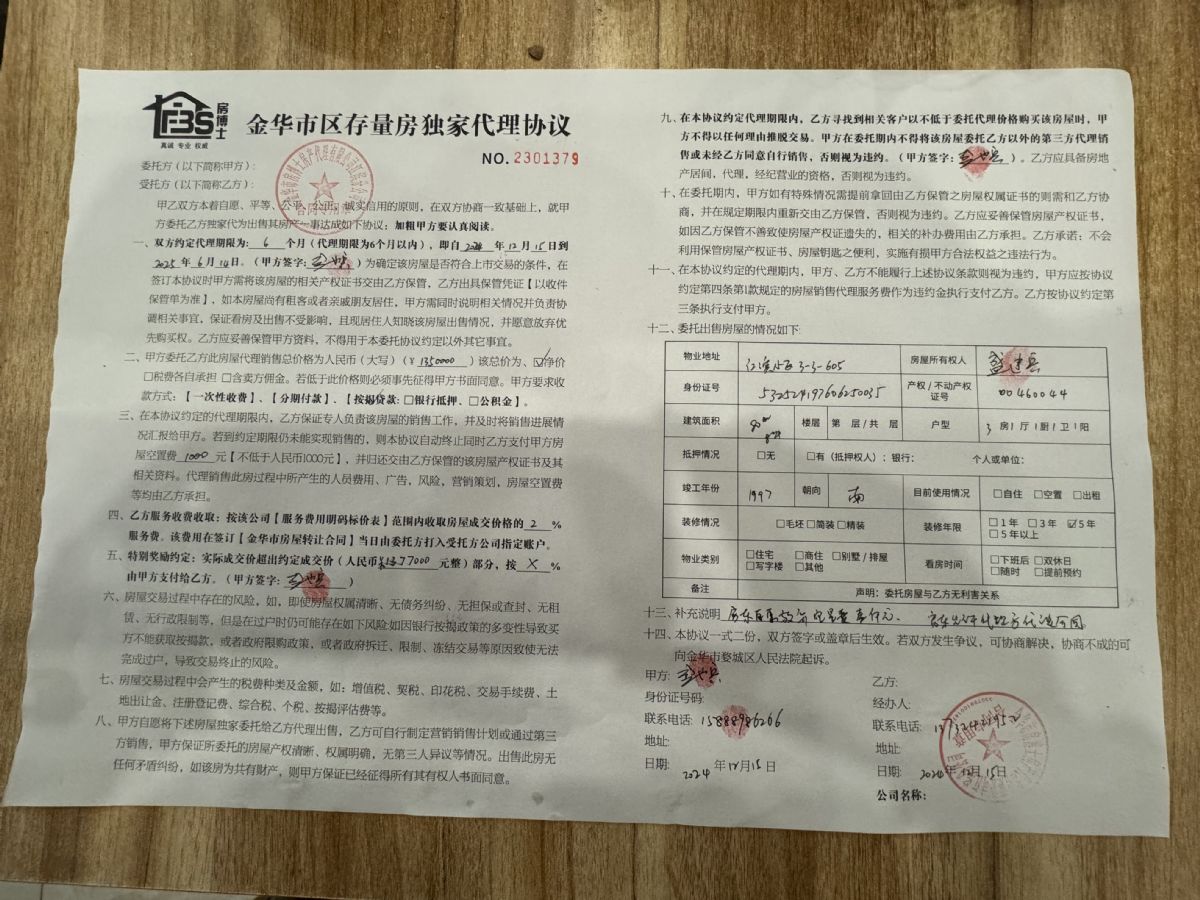 FBS
房博士
真诚 专业 权威
金华市区存量房独家代理协议
NO. 2301379
委托方(以下简称甲方):
受托方(以下简称乙方):
甲乙双方本着自愿、平等、公平、公正、诚实信用的原则,在双方协商一致基础上,就甲
方委托乙方独家代为出售其房产一事达成如下协议:加粗甲方要认真阅读。
一、双方约定代理期限为: 6 个月(代理期限为6个月以内),即自 2024 年 12 月 15 日到
2025 年 6 月 14 日。(甲方签字: )为确定该房屋是否符合上市交易的条件,在
签订本协议时甲方需将该房屋的相关产权证书交由乙方保管,乙方出具保管凭证【以收件
保管单为准】,如本房屋尚有租客或者亲戚朋友居住,甲方需同时说明相关情况并负责协
调相关事宜,保证看房及出售不受影响,且现居住人知晓该房屋出售情况,并愿意放弃优
先购买权。乙方应妥善保管甲方资料,不得用于本委托协议约定以外其它事宜。
二、甲方委托乙方此房屋代理销售总价格为人民币(大写)(¥ 1350000 )该总价为、☑净价
□税费各自承担 □含卖方佣金。若低于此价格则必须事先征得甲方书面同意。甲方要求收
款方式:【一次性收费】、【分期付款】、【按揭贷款:□银行抵押、□公积金】。
三、在本协议约定的代理期限内,乙方保证专人负责该房屋的销售工作,并及时将销售进展情
况汇报给甲方。若到约定期限仍未能实现销售的,则本协议自动终止同时乙方支付甲方房
屋空置费 1000 元【不低于人民币1000元】,并归还交由乙方保管的该房屋产权证书及其
相关资料。代理销售此房过程中所产生的人员费用、广告,风险,营销策划,房屋空置费
等均由乙方承担。
四、乙方服务收费收取:按该公司【服务费用明码标价表】范围内收取房屋成交价格的 2 %
服务费。该费用在签订【金华市房屋转让合同】当日由委托方打入受托方公司指定账户。
五、特别奖励约定:实际成交价超出约定成交价(人民币 元整)部分,按 X %
由甲方支付给乙方。(甲方签字: )
六、房屋交易过程中存在的风险,如,即使房屋权属清晰、无债务纠纷、无担保或查封、无租
赁、无行政限制等,但是在过户时仍可能存在如下风险:如因银行按揭政策的多变性导致买
方不能获取按揭款,或者政府限购政策,或者政府拆迁、限制、冻结交易等原因致使无法
完成过户,导致交易终止的风险。
七、房屋交易过程中会产生的税费种类及金额,如:增值税、契税、印花税、交易手续费、土
地出让金、注册登记费、综合税、个税、按揭评估费等。
八、甲方自愿将下述房屋独家委托给乙方代理出售,乙方可自行制定营销销售计划或通过第三
方销售,甲方保证所委托的房屋产权清晰、权属明确,无第三人异议等情况。出售此房无
任何矛盾纠纷,如该房为共有财产,则甲方保证已经征得所有其有权人书面同意。
九、在本协议约定代理期限内,乙方寻找到相关客户以不低于委托代理价格购买该房屋时,甲
方不得以任何理由推脱交易。甲方在委托期内不得将该房屋委托乙方以外的第三方代理销
售或未经乙方同意自行销售,否则视为违约。(甲方签字: )。乙方应具备房地
产居间,代理,经纪营业的资格,否则视为违约。
十、在委托期内,甲方如有特殊情况需提前拿回由乙方保管之房屋权属证书的则需和乙方协
商,并在规定期限内重新交由乙方保管,否则视为违约。乙方应妥善保管房屋产权证书,
如因乙方保管不善致使房屋产权证遗失的,相关的补办费用由乙方承担。乙方承诺:不会
利用保管房屋产权证书、房屋钥匙之便利,实施有损甲方合法权益之违法行为。
十一、在本协议约定的代理期内,甲方、乙方不能履行上述协议条款则视为违约,甲方应按协议
约定第四条第1款规定的房屋销售代理服务费作为违约金执行支付乙方。乙方按协议约定第
三条执行支付甲方。
十二、委托出售房屋的情况如下:
物业地址 3-3-605 房屋所有权人
身份证号 532524197606250035 产权/不动产权证号 00460044
建筑面积 楼层 第 层/共 层 户型 3 房 1 厅 1 厨 1 卫 1 阳
抵押情况 □无 □有(抵押权人):银行: 个人或单位:
竣工年份 1997 朝向 南 目前使用情况 □自住 □空置 □出租
装修情况 □毛坯 □简装 □精装 装修年限 □1年 □3年 ☑5年
□5年以上
物业类别 □住宅 □商住 □别墅/排屋 看房时间 □下班后 □双休日
□写字楼 □其他 □随时 □提前预约
备注 声明:委托房屋与乙方无利害关系
十三、补充说明
十四、本协议一式二份,双方签字或盖章后生效。若双方发生争议,可协商解决,协商不成的可
向金华市婺城区人民法院起诉。
甲方:
身份证号码:
联系电话: 15888986266
地址:
日期: 2024 年 12 月 15 日
乙方:
经办人:
联系电话:
地址:
日期: 2024 年 12 月 15 日
公司名称: